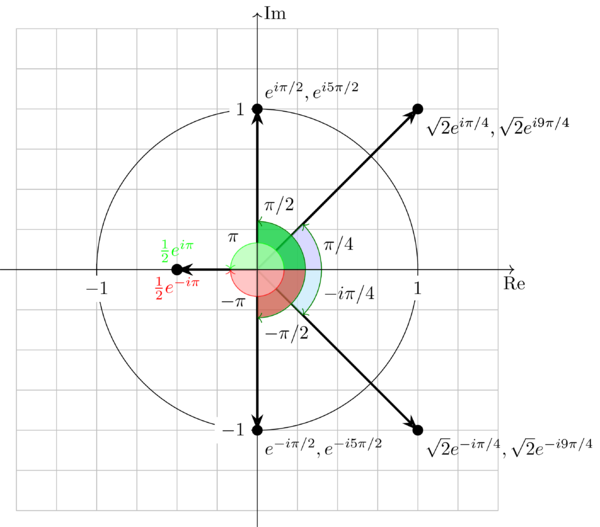 Im
e^{iπ/2}, e^{i5π/2}
1
√2e^{iπ/4}, √2e^{i9π/4}
π/2
π
π/4
½e^{iπ}
−1
½e^{−iπ}
−π
−iπ/4
1
Re
−π/2
−1
e^{−iπ/2}, e^{−i5π/2}
√2e^{−iπ/4}, √2e^{−i9π/4}